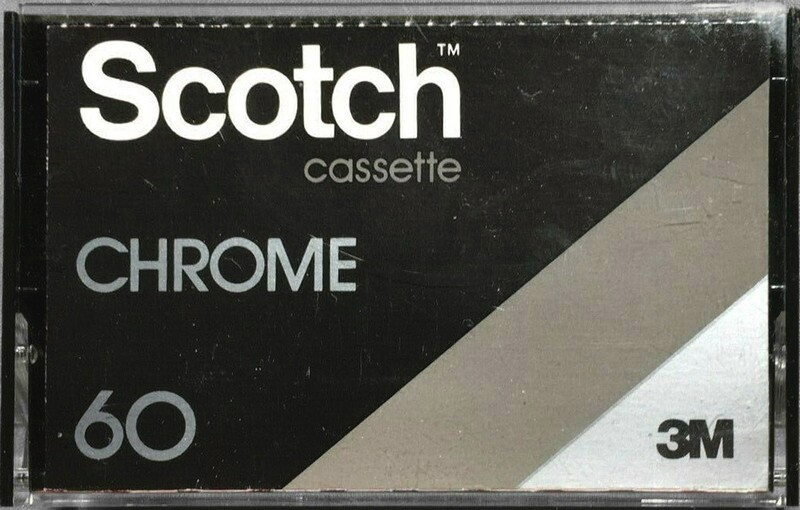 Scotch™
cassette
CHROME
60
3M